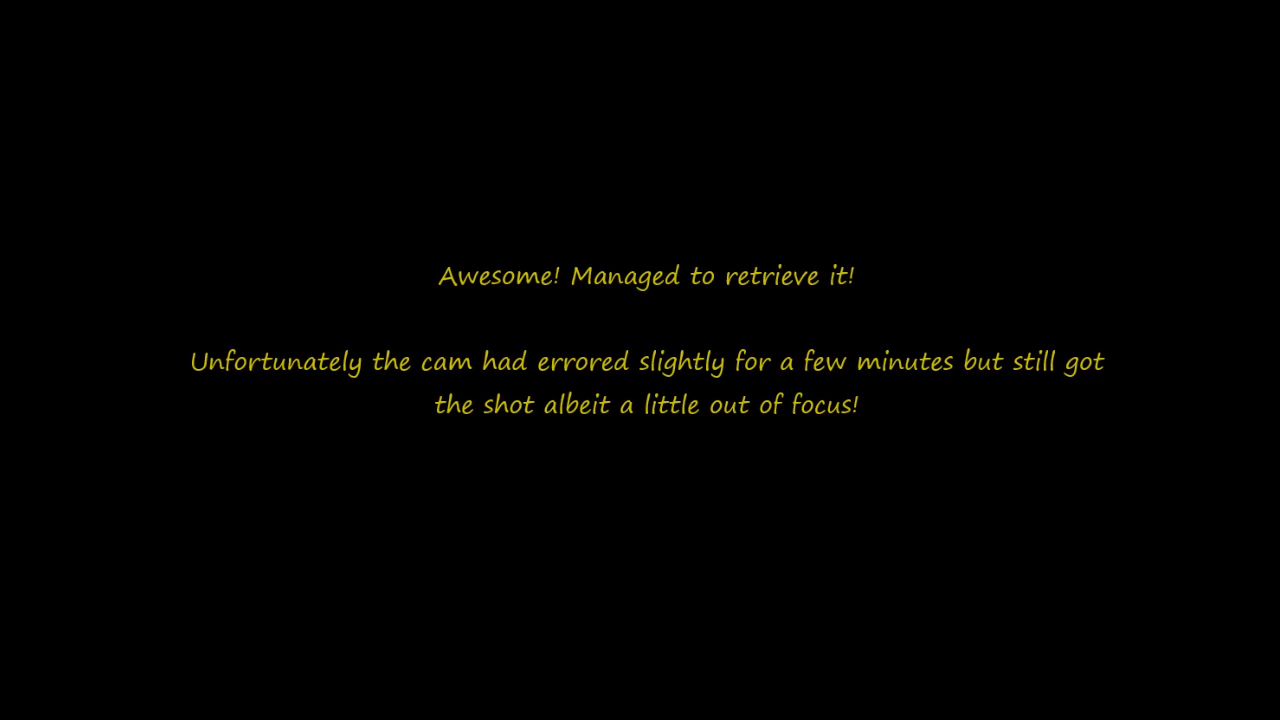 Awesome! Managed to retrieve it!
Unfortunately the cam had errored slightly for a few minutes but still got
the shot albeit a little out of focus!